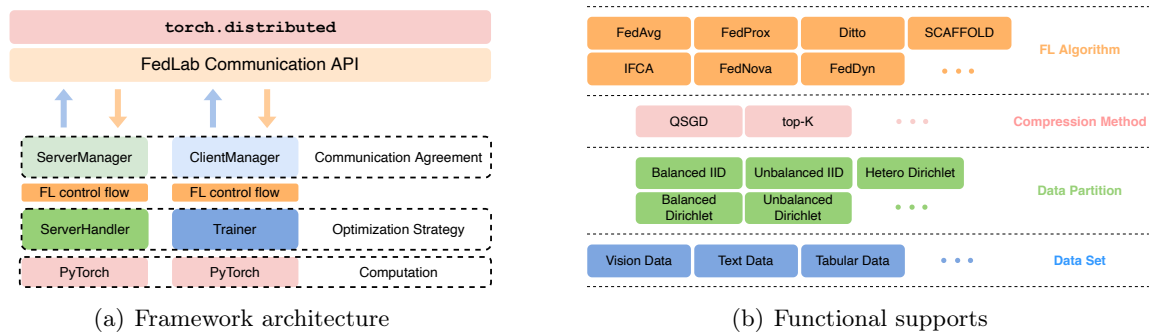 torch.distributed
FedLab Communication API
ServerManager
ClientManager
Communication Agreement
FL control flow
FL control flow
ServerHandler
Trainer
Optimization Strategy
PyTorch
PyTorch
Computation
(a) Framework architecture
FedAvg
FedProx
Ditto
SCAFFOLD
FL Algorithm
IFCA
FedNova
FedDyn
QSGD
top-K
Compression Method
Balanced IID
Unbalanced IID
Hetero Dirichlet
Data Partition
Balanced
Dirichlet
Unbalanced
Dirichlet
Vision Data
Text Data
Tabular Data
Data Set
(b) Functional supports